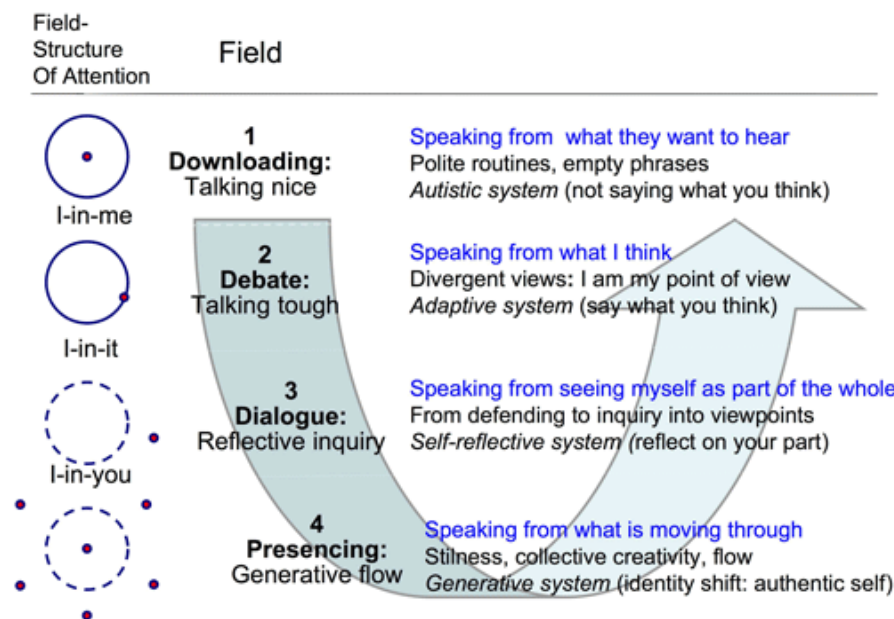 Field-
Structure
Of Attention
Field
I-in-me
1
Downloading:
Talking nice
Speaking from what they want to hear
Polite routines, empty phrases
Autistic system (not saying what you think)
I-in-it
2
Debate:
Talking tough
Speaking from what I think
Divergent views: I am my point of view
Adaptive system (say what you think)
I-in-you
3
Dialogue:
Reflective inquiry
Speaking from seeing myself as part of the whole
From defending to inquiry into viewpoints
Self-reflective system (reflect on your part)
4
Presencing:
Generative flow
Speaking from what is moving through
Stilness, collective creativity, flow
Generative system (identity shift: authentic self)